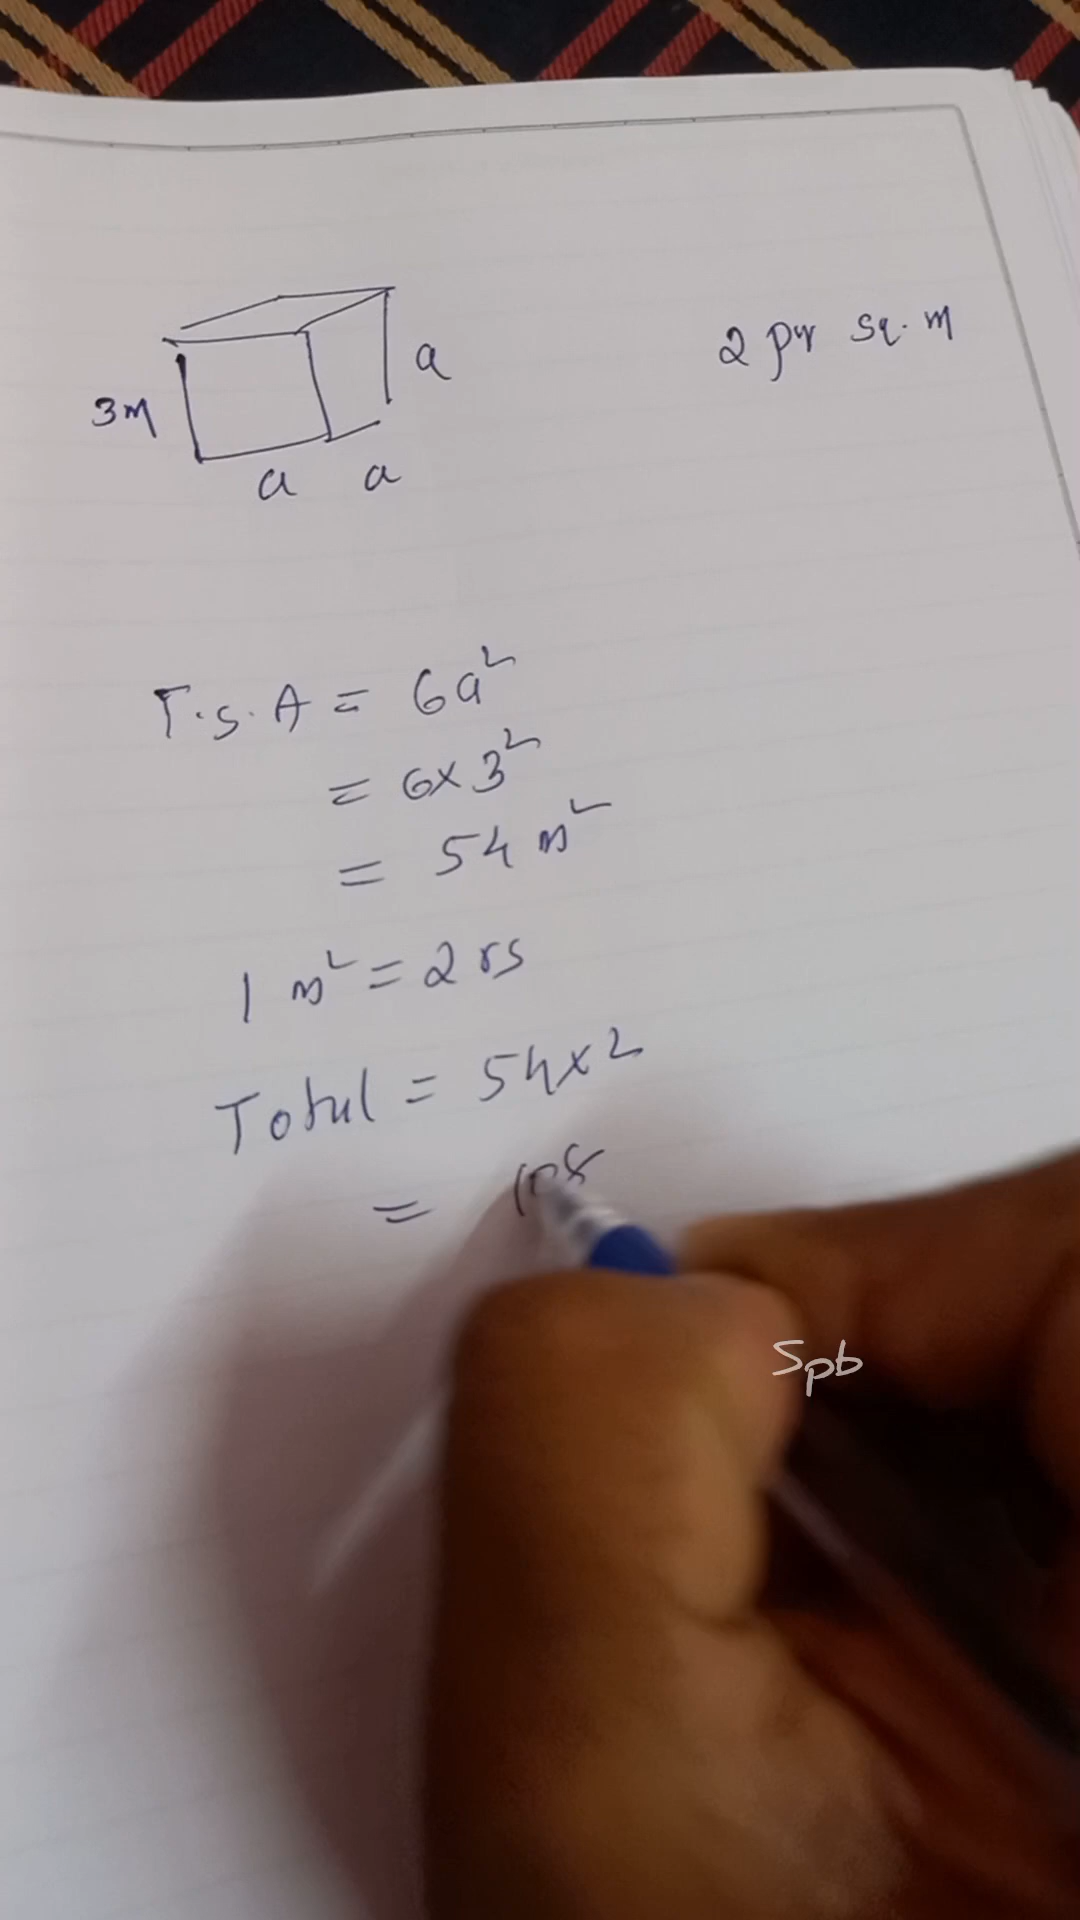 2 pr sq. m
3m
a
a a
T.S.A = 6a²
= 6×3²
= 54 m²
1 m² = 2 rs
Total = 54×2
= 108
Spb